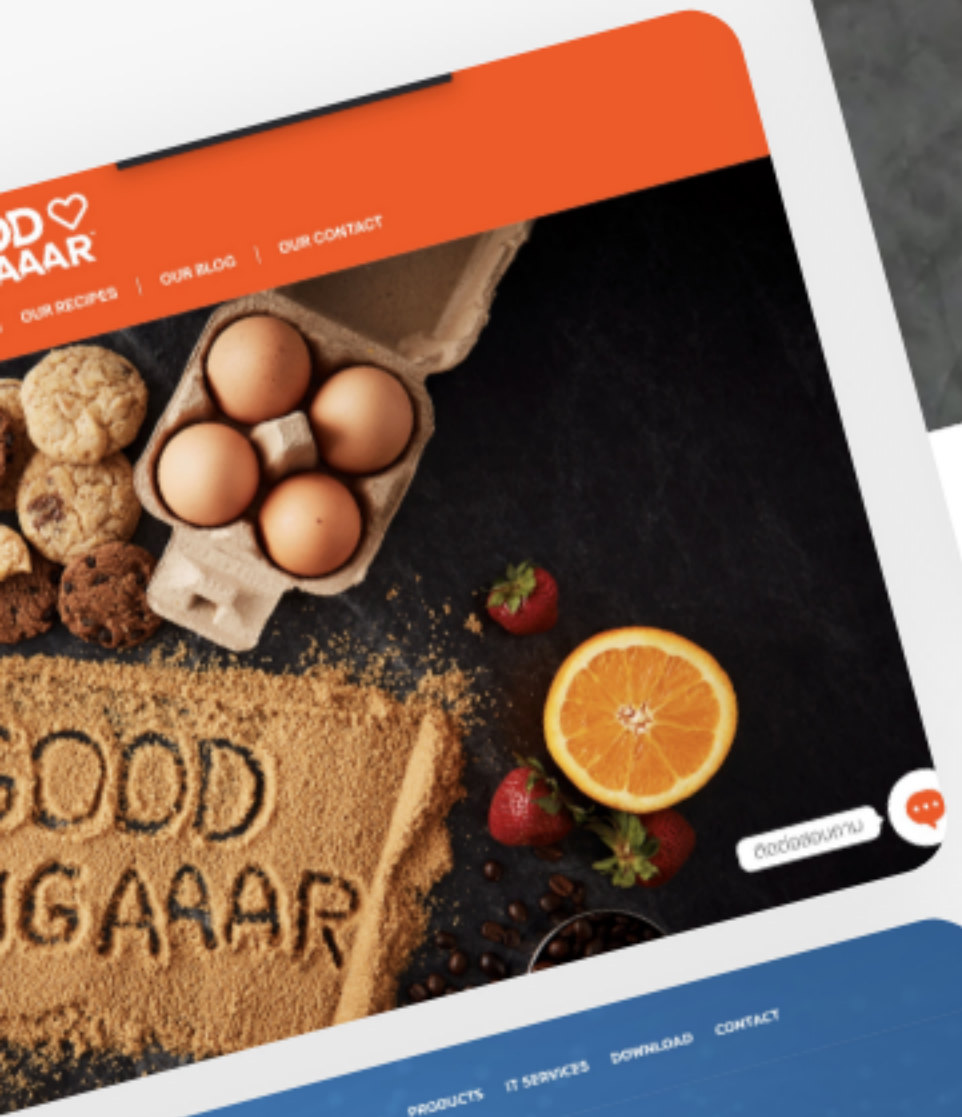 OD
AAAR
OUR RECIPES | OUR BLOG | OUR CONTACT
GOOD
UGAAAR
ติดต่อสอบถาม
PRODUCTS IT SERVICES DOWNLOAD CONTACT